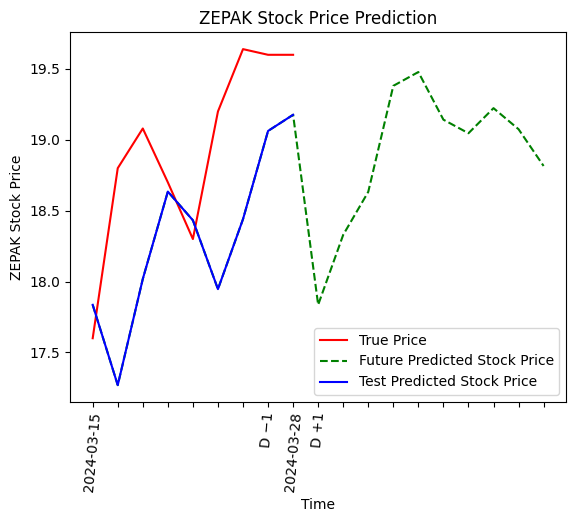 ZEPAK Stock Price Prediction
ZEPAK Stock Price
19.5
19.0
18.5
18.0
17.5
True Price
Future Predicted Stock Price
Test Predicted Stock Price
2024-03-15
D −1
2024-03-28
D +1
Time